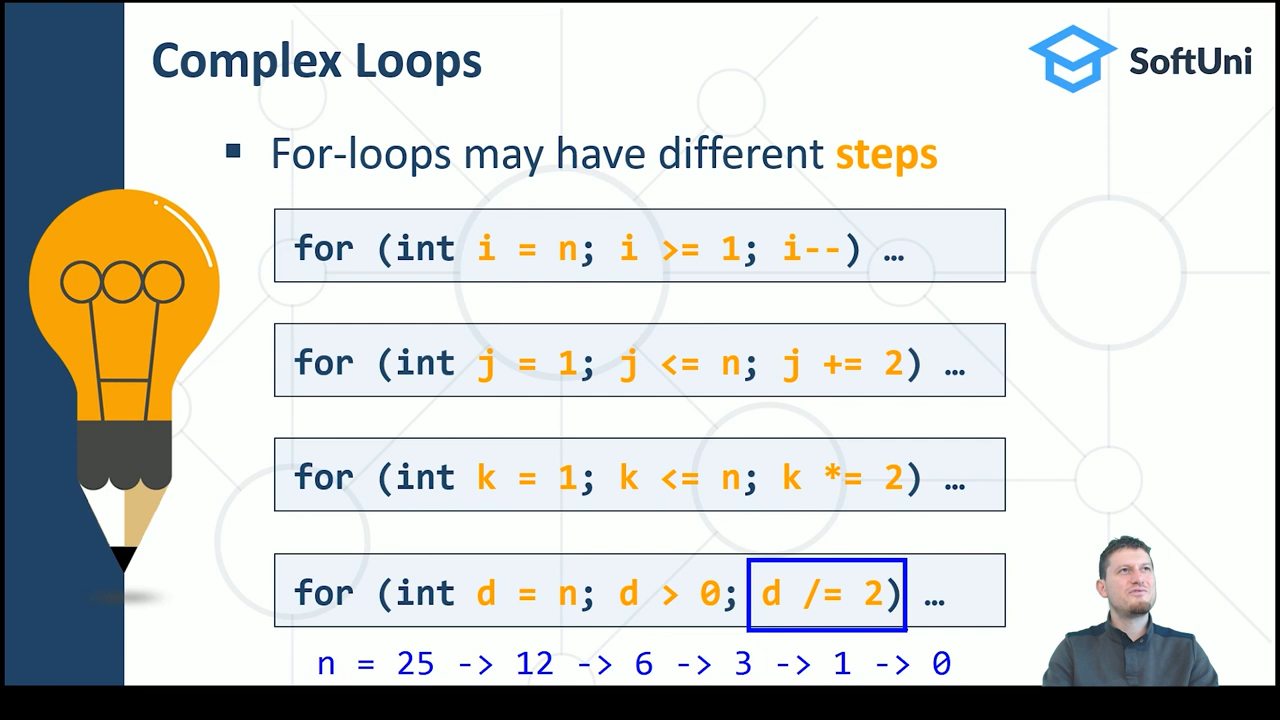 Complex Loops
SoftUni
▪ For-loops may have different steps
for (int i = n; i >= 1; i--) …
for (int j = 1; j <= n; j += 2) …
for (int k = 1; k <= n; k *= 2) …
for (int d = n; d > 0; d /= 2) …
n = 25 -> 12 -> 6 -> 3 -> 1 -> 0